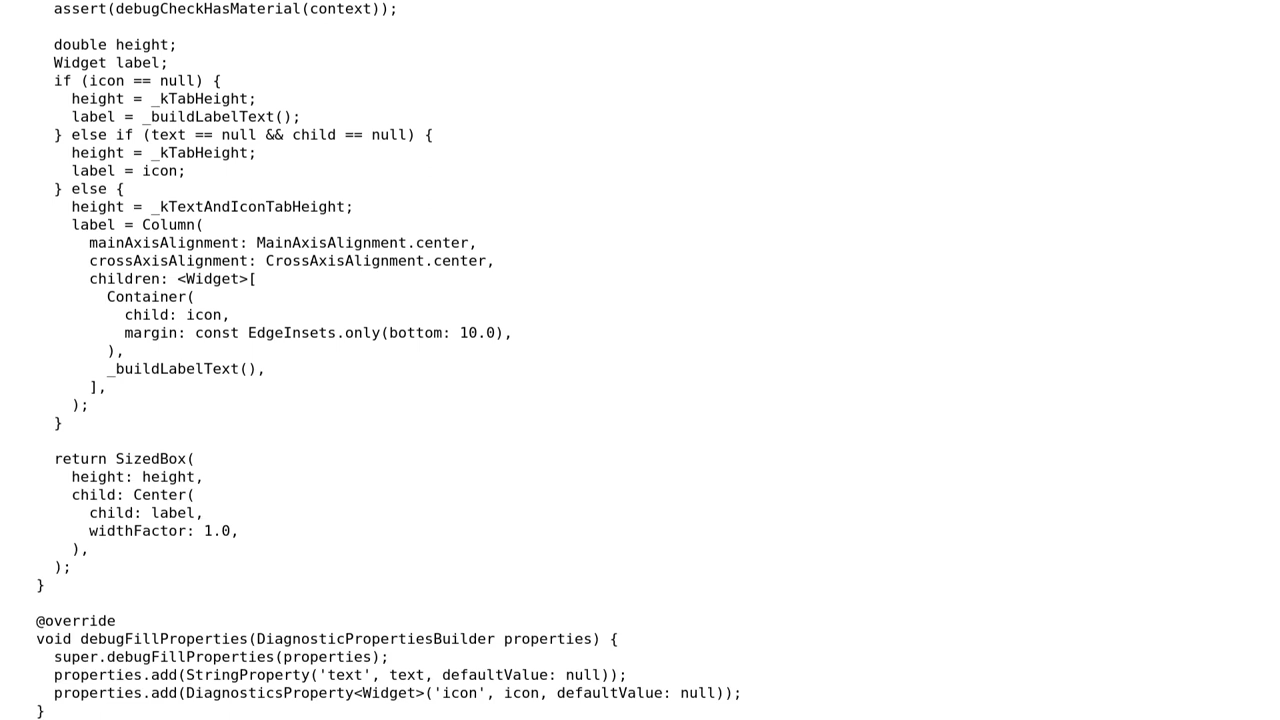 assert(debugCheckHasMaterial(context));

    double height;
    Widget label;
    if (icon == null) {
      height = _kTabHeight;
      label = _buildLabelText();
    } else if (text == null && child == null) {
      height = _kTabHeight;
      label = icon;
    } else {
      height = _kTextAndIconTabHeight;
      label = Column(
        mainAxisAlignment: MainAxisAlignment.center,
        crossAxisAlignment: CrossAxisAlignment.center,
        children: <Widget>[
          Container(
            child: icon,
            margin: const EdgeInsets.only(bottom: 10.0),
          ),
          _buildLabelText(),
        ],
      );
    }

    return SizedBox(
      height: height,
      child: Center(
        child: label,
        widthFactor: 1.0,
      ),
    );
  }

  @override
  void debugFillProperties(DiagnosticPropertiesBuilder properties) {
    super.debugFillProperties(properties);
    properties.add(StringProperty('text', text, defaultValue: null));
    properties.add(DiagnosticsProperty<Widget>('icon', icon, defaultValue: null));
  }